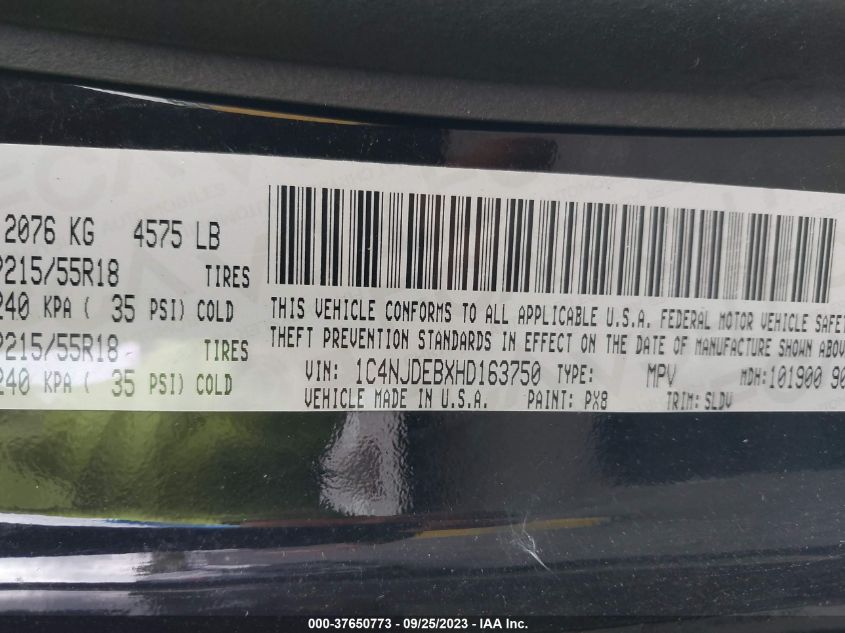 2076 KG 4575 LB
P215/55R18 TIRES
240 KPA ( 35 PSI) COLD
P215/55R18 TIRES
240 KPA ( 35 PSI) COLD
THIS VEHICLE CONFORMS TO ALL APPLICABLE U.S.A. FEDERAL MOTOR VEHICLE SAFET
THEFT PREVENTION STANDARDS IN EFFECT ON THE DATE OF MANUFACTURE SHOWN ABOV
VIN: 1C4NJDEBXHD163750 TYPE: MPV MDH:101900 90
VEHICLE MADE IN U.S.A. PAINT: PX8 TRIM: SLDV
000-37650773 - 09/25/2023 - IAA Inc.